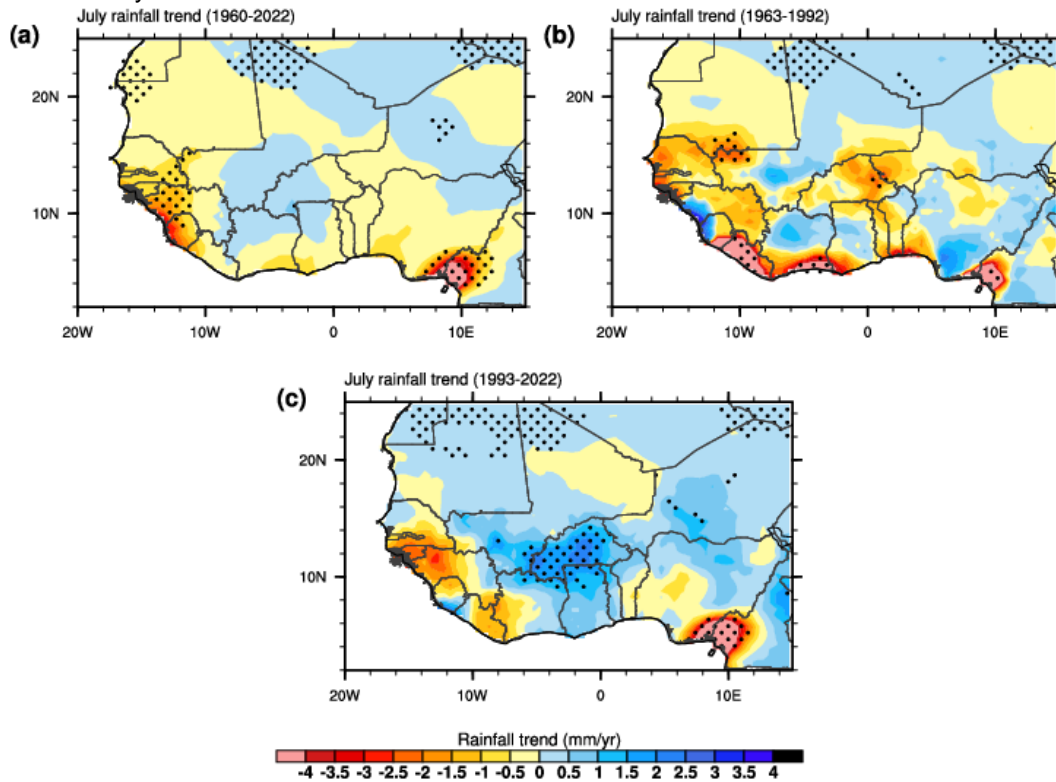 July rainfall trend (1960-2022)
(a)
20N
10N
20W 10W 0 10E
July rainfall trend (1963-1992)
(b)
20N
10N
20W 10W 0 10E
July rainfall trend (1993-2022)
(c)
20N
10N
20W 10W 0 10E
Rainfall trend (mm/yr)
-4 -3.5 -3 -2.5 -2 -1.5 -1 -0.5 0 0.5 1 1.5 2 2.5 3 3.5 4